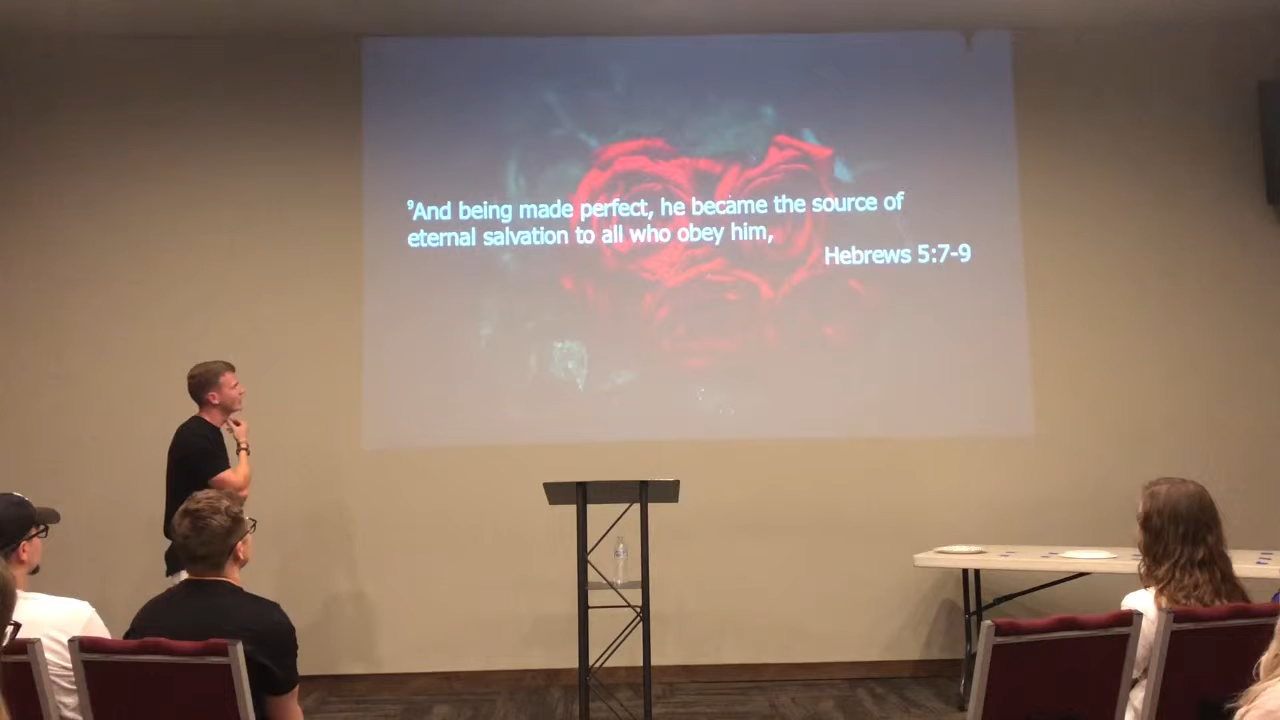 ⁹And being made perfect, he became the source of
eternal salvation to all who obey him,
Hebrews 5:7-9